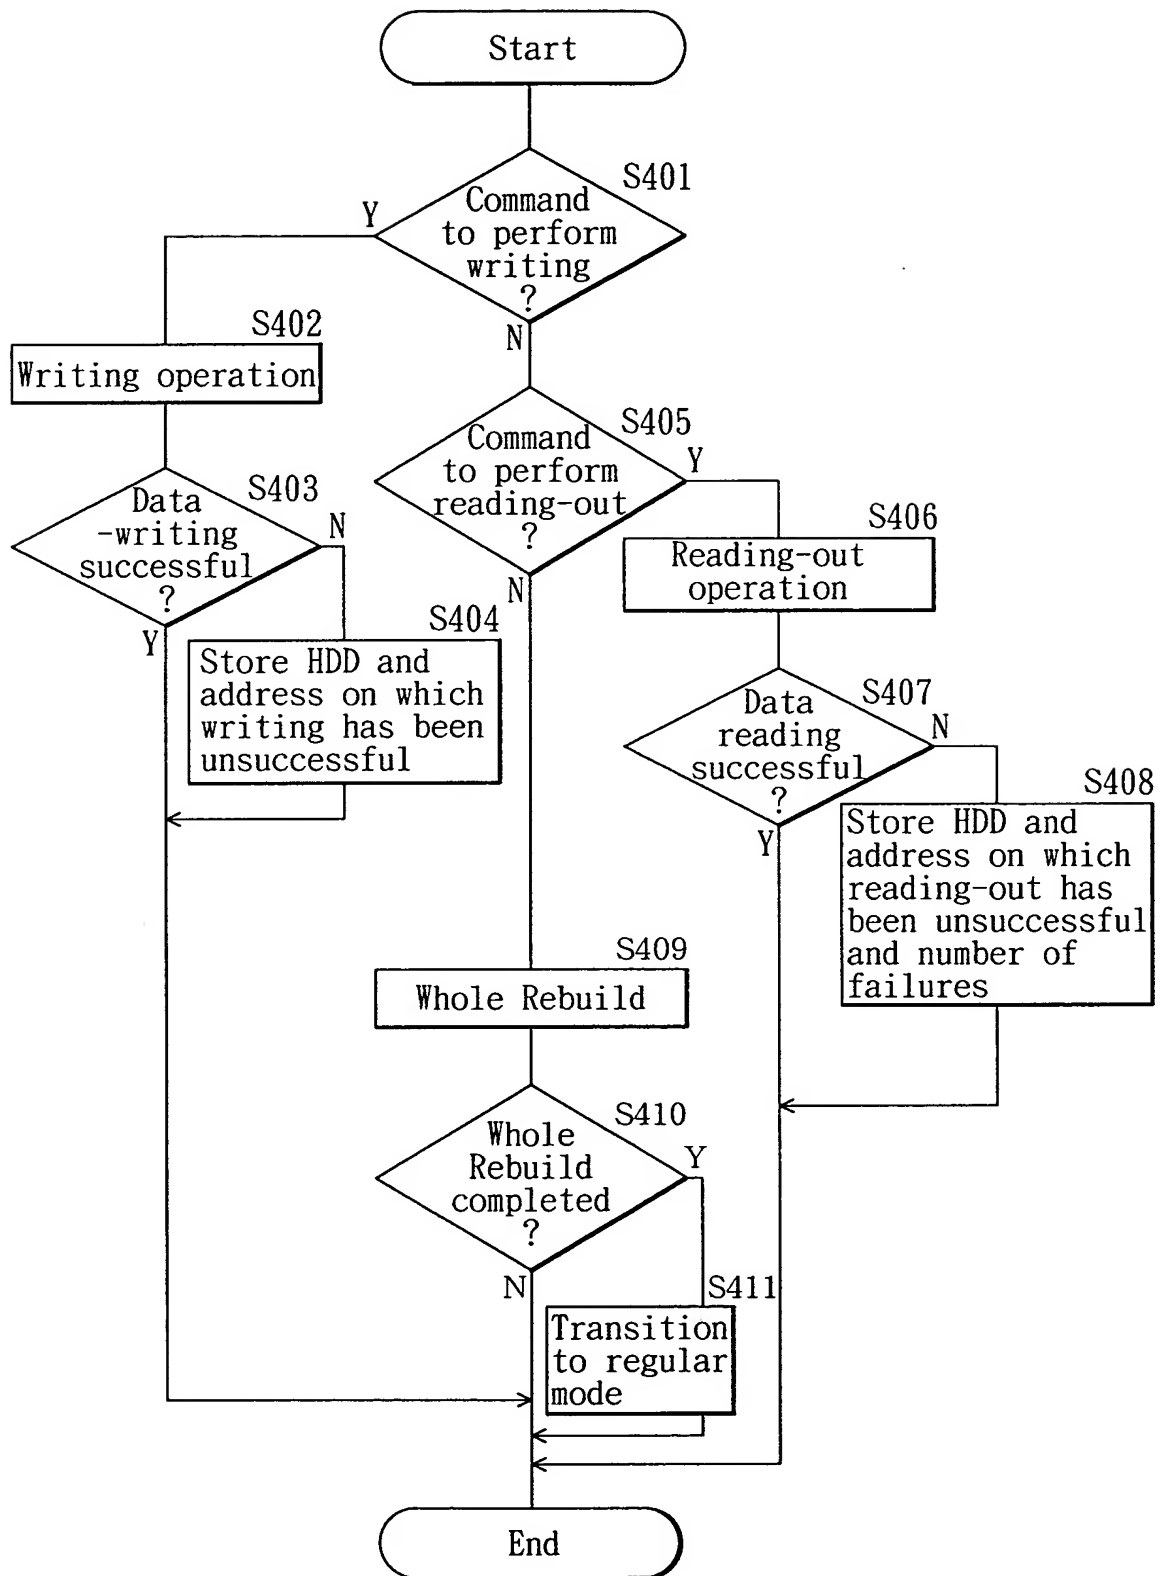 Start
S401
Command
to perform
writing
?
Y
N
S402
Writing operation
S403
Data
-writing
successful
?
N
Y
S404
Store HDD and
address on which
writing has been
unsuccessful
S405
Command
to perform
reading-out
?
Y
N
S406
Reading-out
operation
S407
Data
reading
successful
?
N
Y
S408
Store HDD and
address on which
reading-out has
been unsuccessful
and number of
failures
S409
Whole Rebuild
S410
Whole
Rebuild
completed
?
Y
N
S411
Transition
to regular
mode
End